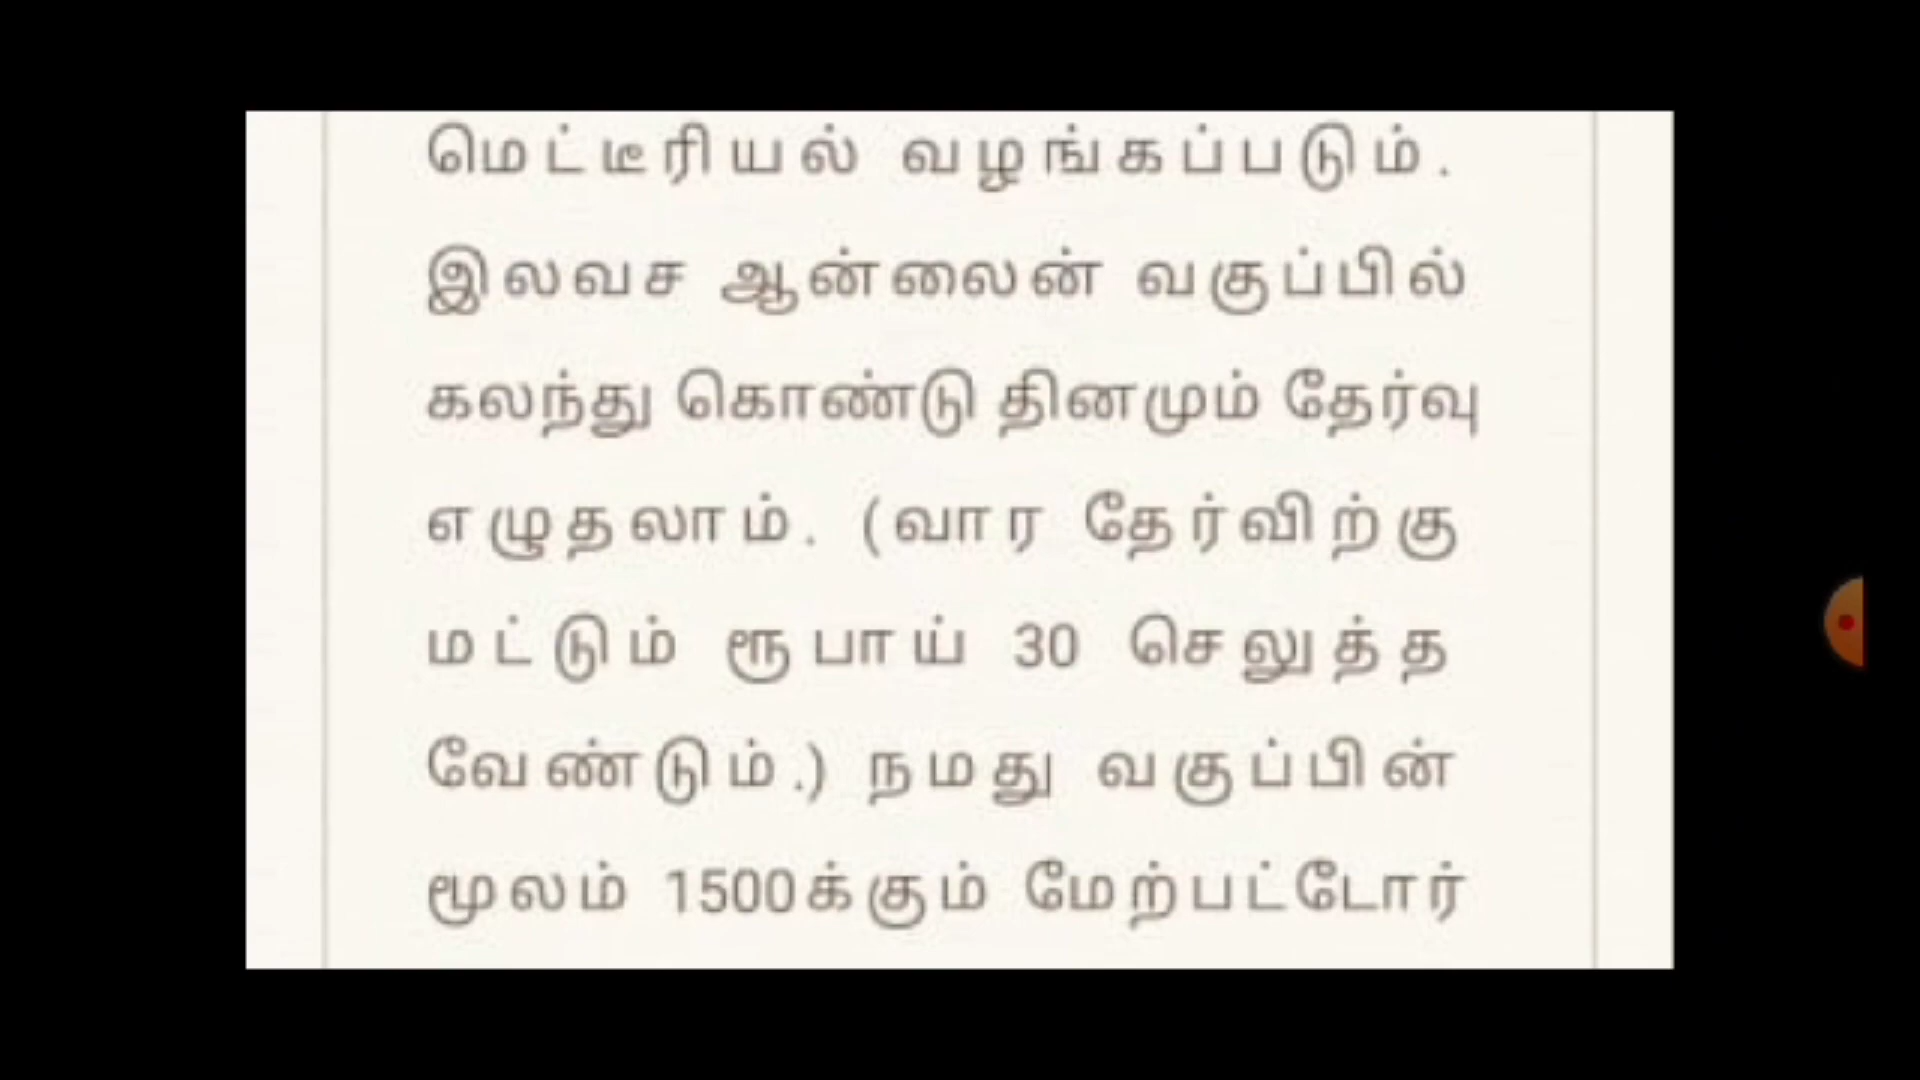 மெட்டீரியல் வழங்கப்படும்.
இலவச ஆன்லைன் வகுப்பில்
கலந்து கொண்டு தினமும் தேர்வு
எழுதலாம். (வார தேர்விற்கு
மட்டும் ரூபாய் 30 செலுத்த
வேண்டும்.) நமது வகுப்பின்
மூலம் 1500க்கும் மேற்பட்டோர்